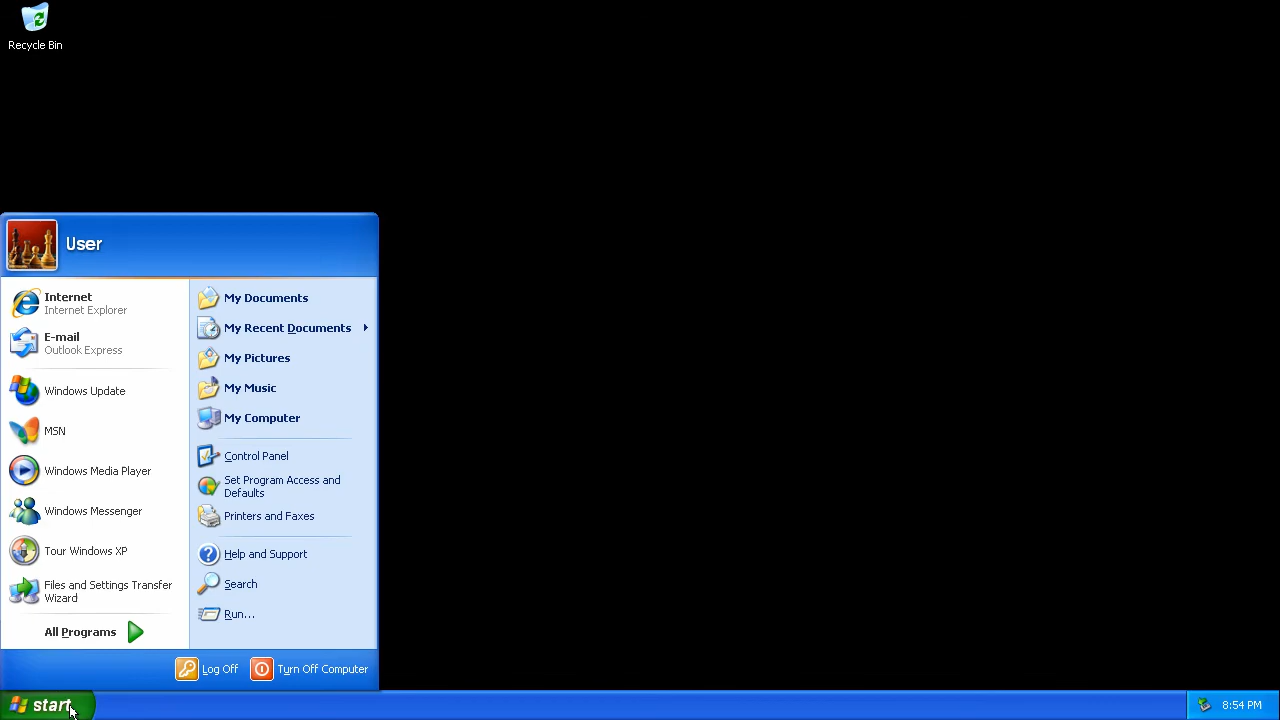 Recycle Bin
User
Internet
Internet Explorer
E-mail
Outlook Express
Windows Update
MSN
Windows Media Player
Windows Messenger
Tour Windows XP
Files and Settings Transfer
Wizard
All Programs
My Documents
My Recent Documents
My Pictures
My Music
My Computer
Control Panel
Set Program Access and
Defaults
Printers and Faxes
Help and Support
Search
Run...
Log Off
Turn Off Computer
start
8:54 PM